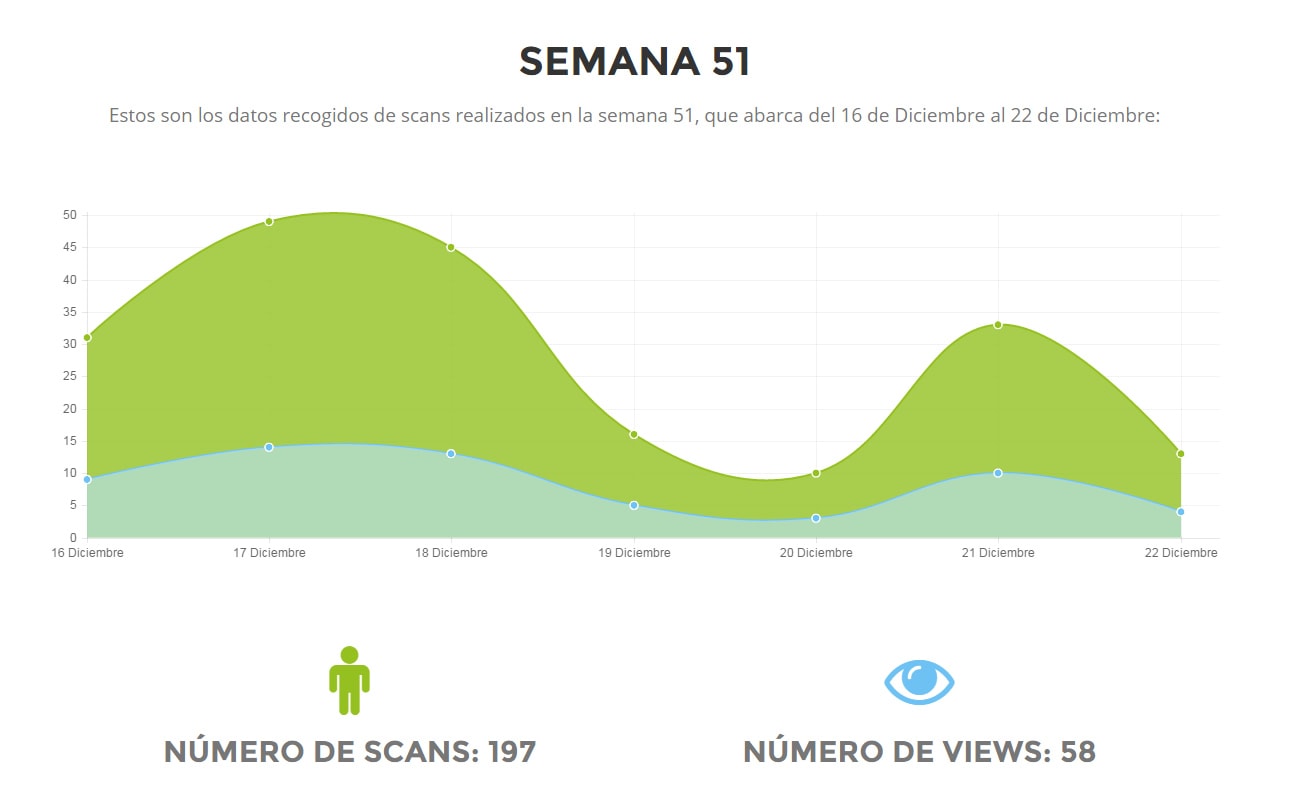 SEMANA 51
Estos son los datos recogidos de scans realizados en la semana 51, que abarca del 16 de Diciembre al 22 de Diciembre:
50
45
40
35
30
25
20
15
10
5
0
16 Diciembre 17 Diciembre 18 Diciembre 19 Diciembre 20 Diciembre 21 Diciembre 22 Diciembre
NÚMERO DE SCANS: 197 NÚMERO DE VIEWS: 58